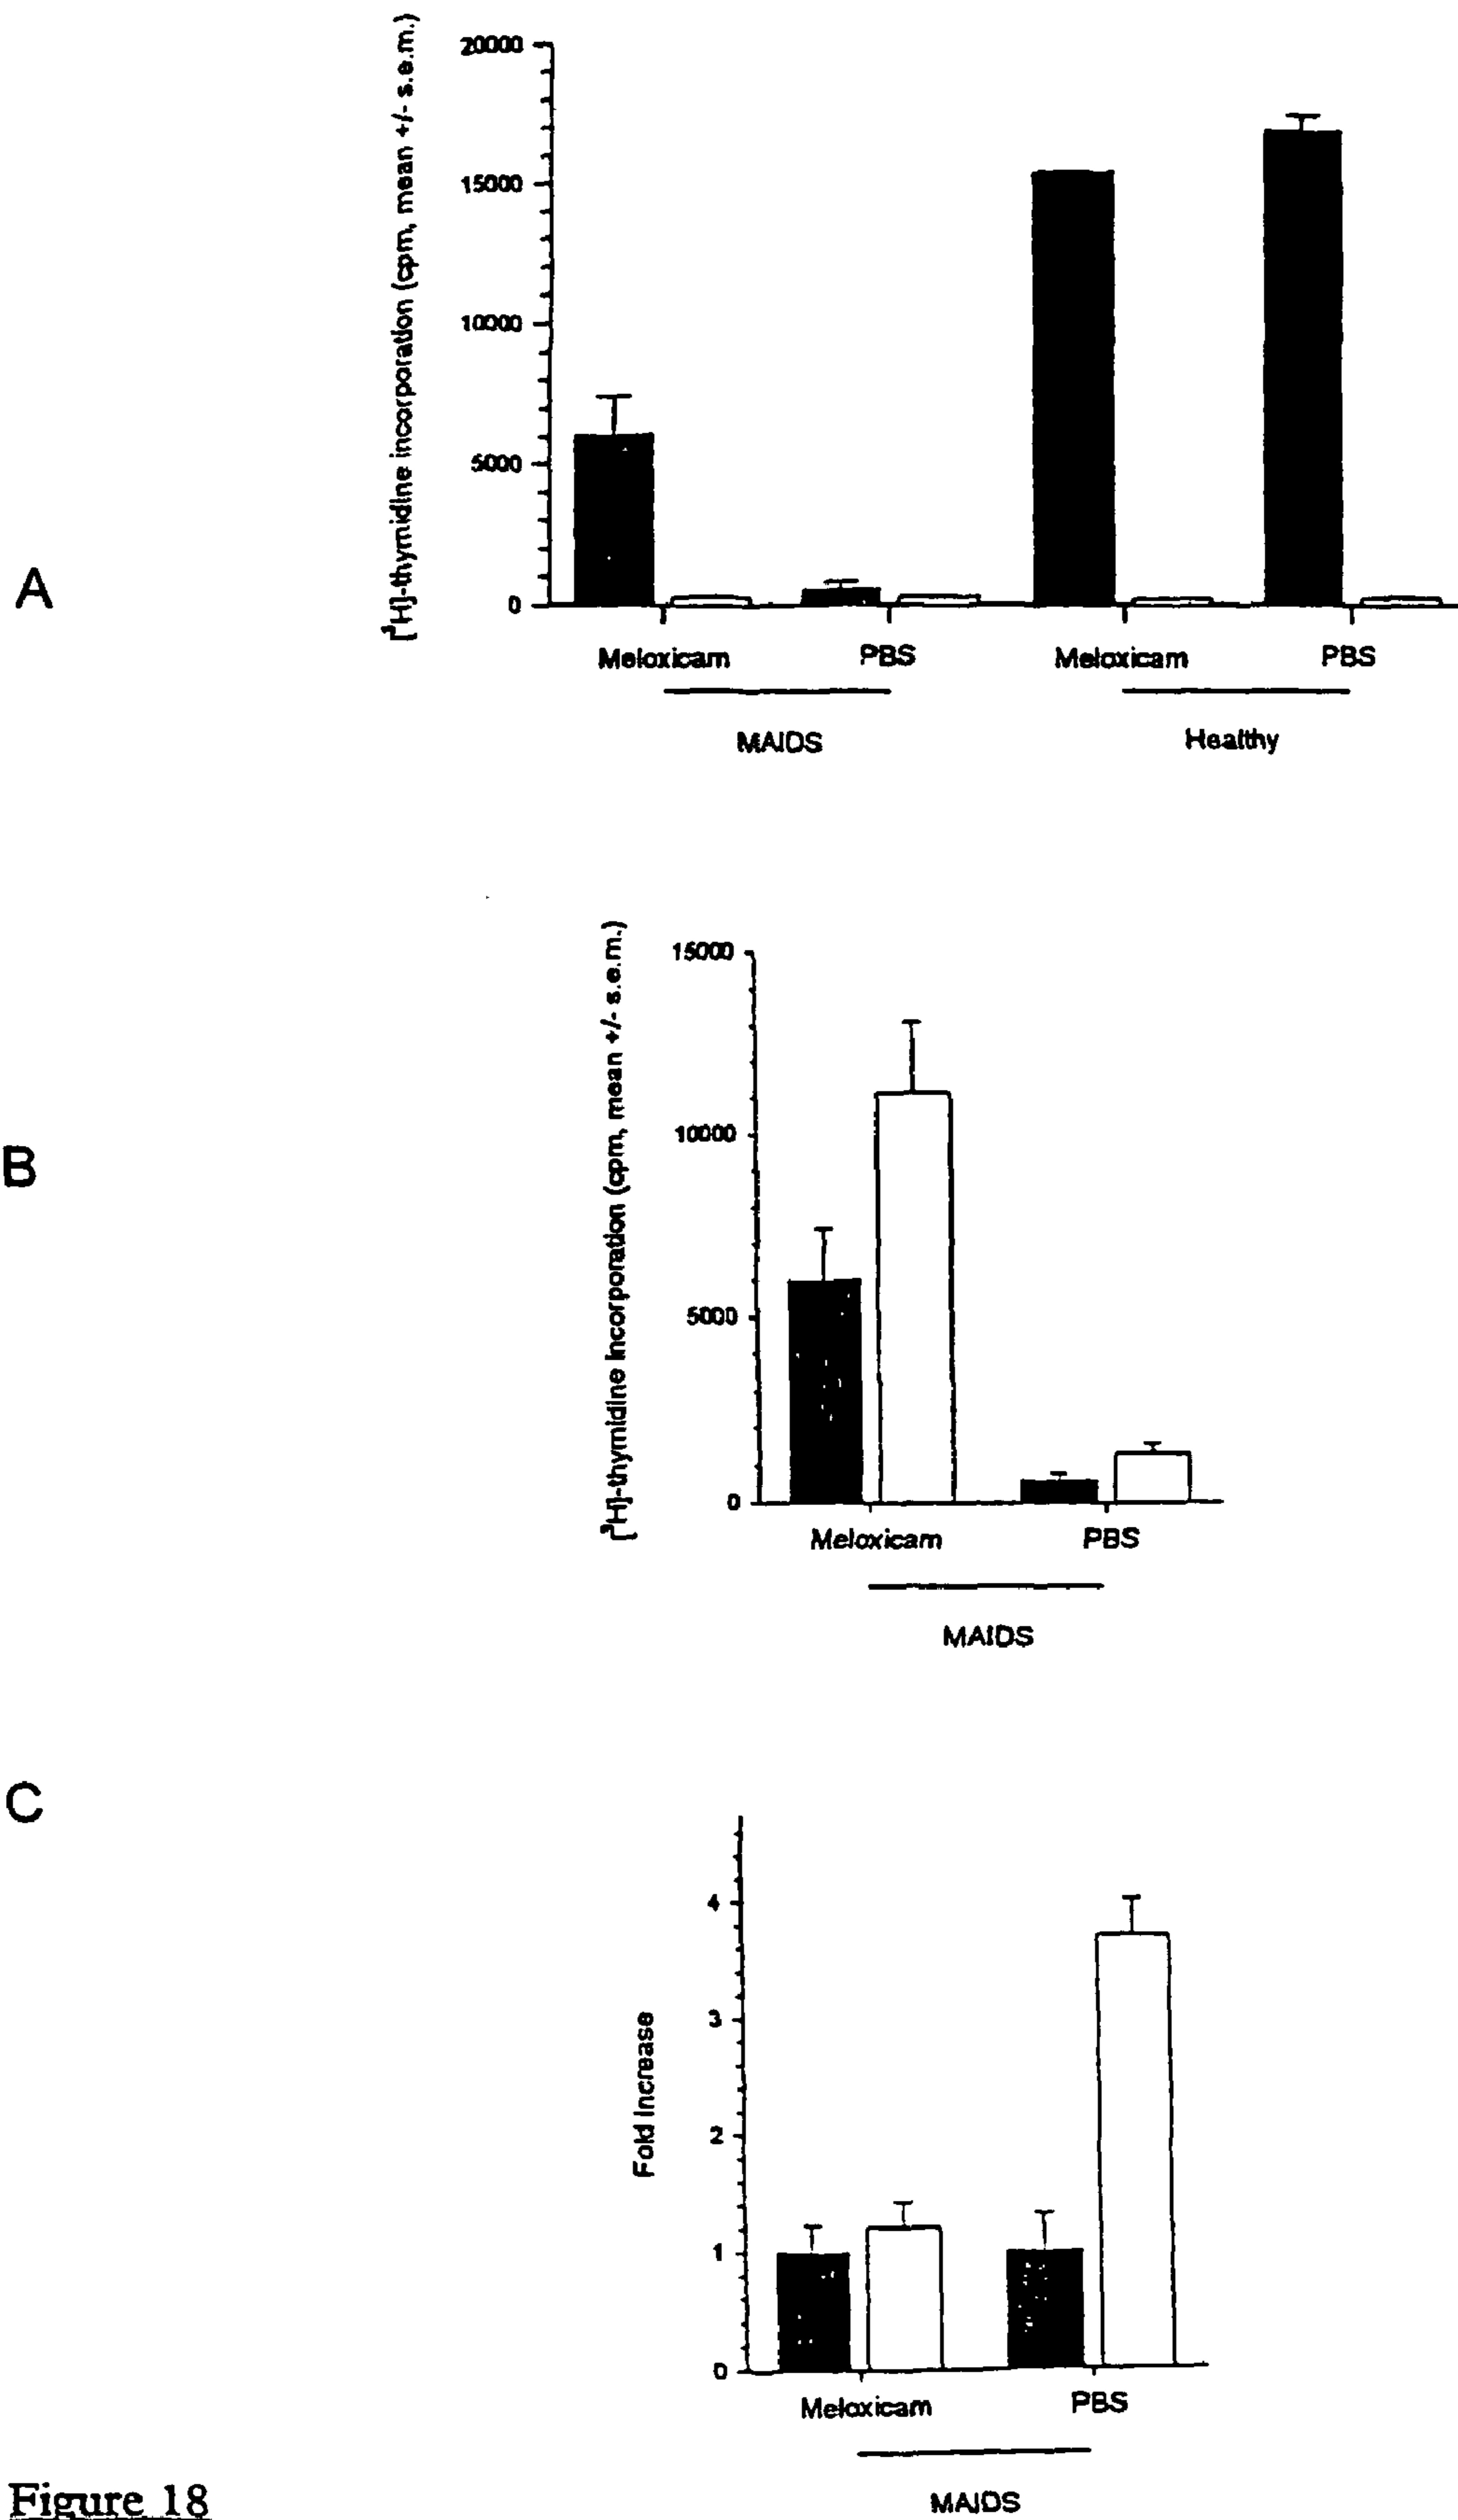 A
[³H]-thymidine incorporation (cpm, mean +/- s.e.m.)
20000
15000
10000
5000
0
Meloxicam PBS Meloxicam PBS
MAIDS Healthy
B
[³H]-thymidine incorporation (cpm, mean +/- s.e.m.)
15000
10000
5000
0
Meloxicam PBS
MAIDS
C
Fold increase
4
3
2
1
0
Meloxicam PBS
MAIDS
Figure 18